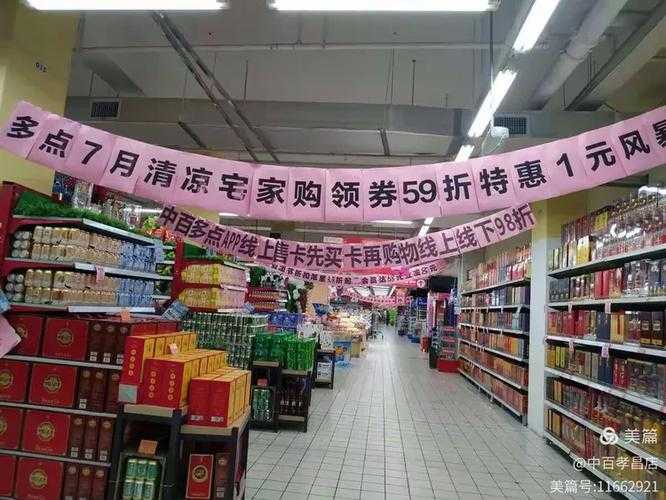 多点7月清凉宅家购领券59折特惠1元风暴
中百多点APP线上售卡先买卡再购物线上线下98折
美篇
@中百孝昌店
美篇号:11662921